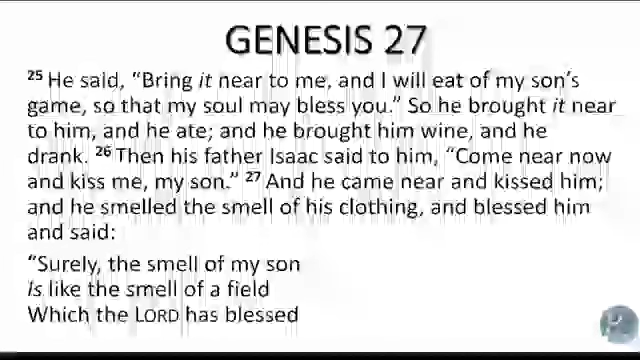 GENESIS 27
25 He said, “Bring it near to me, and I will eat of my son’s
game, so that my soul may bless you.” So he brought it near
to him, and he ate; and he brought him wine, and he
drank. 26 Then his father Isaac said to him, “Come near now
and kiss me, my son.” 27 And he came near and kissed him;
and he smelled the smell of his clothing, and blessed him
and said:
“Surely, the smell of my son
Is like the smell of a field
Which the LORD has blessed